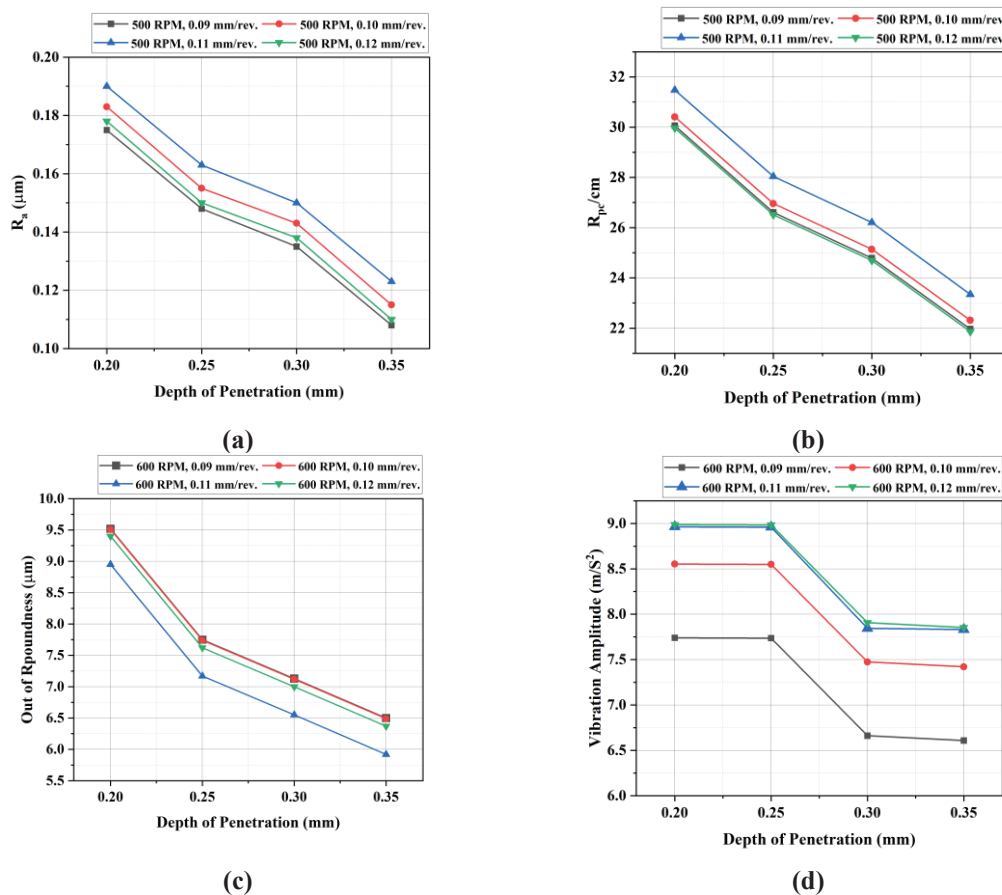 500 RPM, 0.09 mm/rev. 500 RPM, 0.10 mm/rev.
500 RPM, 0.11 mm/rev. 500 RPM, 0.12 mm/rev.
0.20
0.18
0.16
0.14
0.12
0.10
Ra (μm)
0.20 0.25 0.30 0.35
Depth of Penetration (mm)
(a)
500 RPM, 0.09 mm/rev. 500 RPM, 0.10 mm/rev.
500 RPM, 0.11 mm/rev. 500 RPM, 0.12 mm/rev.
32
30
28
26
24
22
Rpc/cm
0.20 0.25 0.30 0.35
Depth of Penetration (mm)
(b)
600 RPM, 0.09 mm/rev. 600 RPM, 0.10 mm/rev.
600 RPM, 0.11 mm/rev. 600 RPM, 0.12 mm/rev.
10.0
9.5
9.0
8.5
8.0
7.5
7.0
6.5
6.0
5.5
Out of Rpoundness (μm)
0.20 0.25 0.30 0.35
Depth of Penetration (mm)
(c)
600 RPM, 0.09 mm/rev. 600 RPM, 0.10 mm/rev.
600 RPM, 0.11 mm/rev. 600 RPM, 0.12 mm/rev.
9.0
8.5
8.0
7.5
7.0
6.5
6.0
Vibration Amplitude (m/S²)
0.20 0.25 0.30 0.35
Depth of Penetration (mm)
(d)